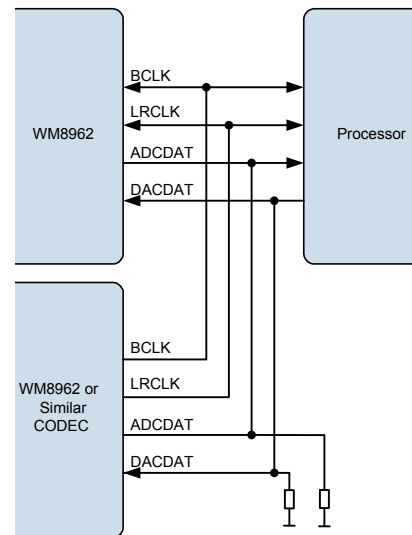 BCLK
LRCLK
WM8962
Processor
ADCDAT
DACDAT
BCLK
LRCLK
WM8962 or
Similar
CODEC
ADCDAT
DACDAT